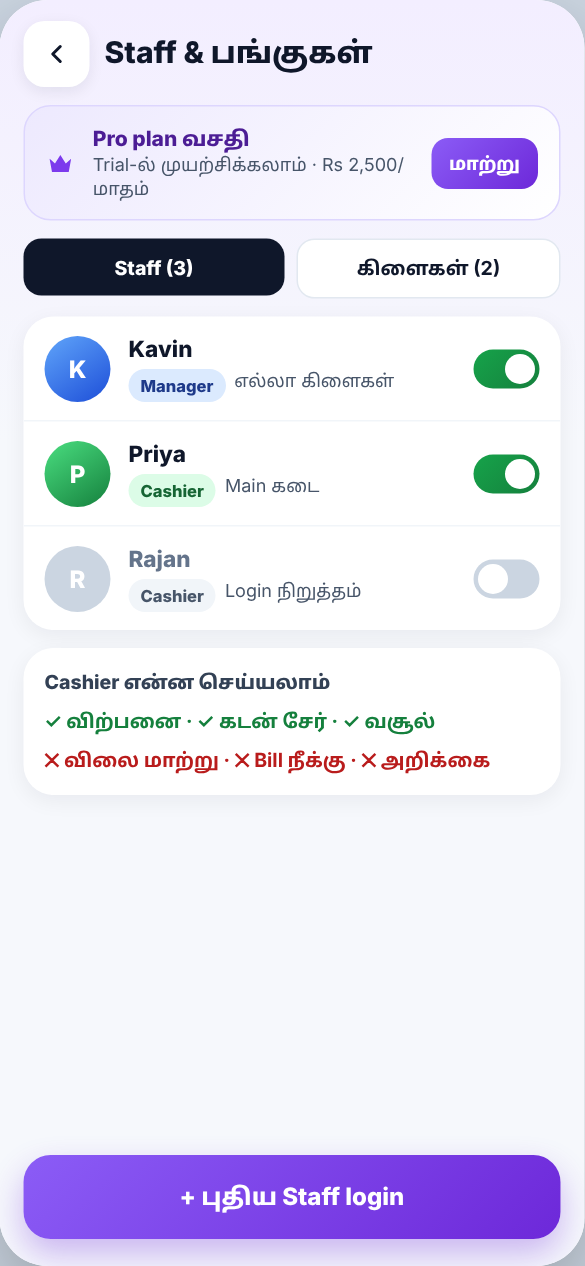 Staff & பங்குகள்
Pro plan வசதி
Trial-ல் முயற்சிக்கலாம் · Rs 2,500/
மாதம்
மாற்று
Staff (3)
கிளைகள் (2)
K
Kavin
Manager எல்லா கிளைகள்
P
Priya
Cashier Main கடை
R
Rajan
Cashier Login நிறுத்தம்
Cashier என்ன செய்யலாம்
✓ விற்பனை · ✓ கடன் சேர் · ✓ வசூல்
✕ விலை மாற்று · ✕ Bill நீக்கு · ✕ அறிக்கை
+ புதிய Staff login